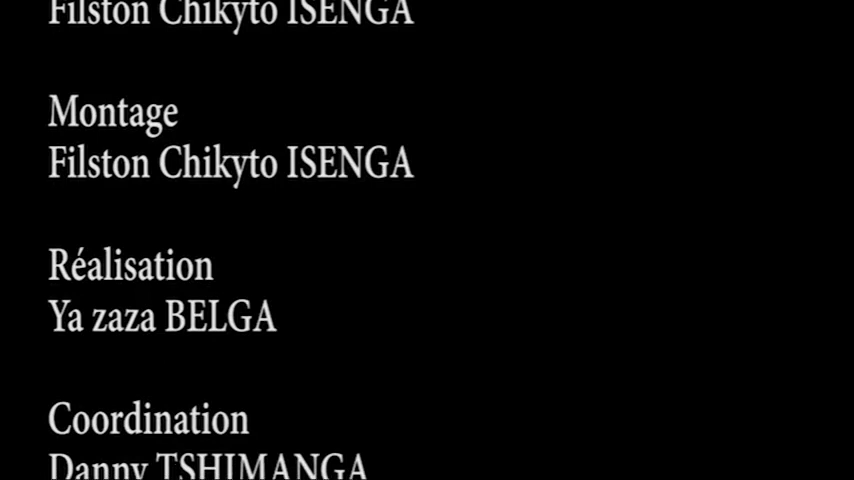 Filston Chikyto ISENGA
Montage
Filston Chikyto ISENGA
Réalisation
Ya zaza BELGA
Coordination
Danny TSHIMANGA